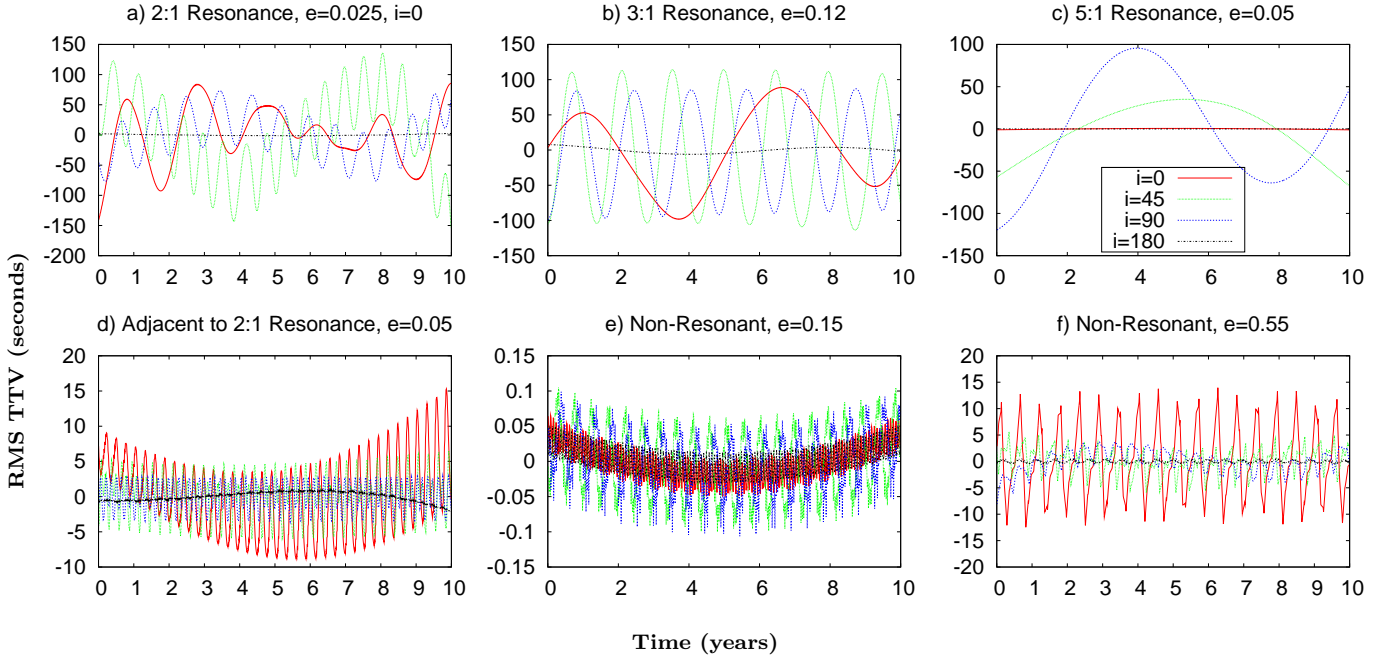 a) 2:1 Resonance, e=0.025, i=0
b) 3:1 Resonance, e=0.12
c) 5:1 Resonance, e=0.05
150
100
50
0
-50
-100
-150
-200
0 1 2 3 4 5 6 7 8 9 10
150
100
50
0
-50
-100
-150
0 2 4 6 8 10
100
50
0
-50
-100
-150
0 2 4 6 8 10
i=0
i=45
i=90
i=180
RMS TTV (seconds)
d) Adjacent to 2:1 Resonance, e=0.05
e) Non-Resonant, e=0.15
f) Non-Resonant, e=0.55
20
15
10
5
0
-5
-10
0 1 2 3 4 5 6 7 8 9 10
0.15
0.1
0.05
0
-0.05
-0.1
-0.15
0 2 4 6 8 10
20
15
10
5
0
-5
-10
-15
-20
0 1 2 3 4 5 6 7 8 9 10
Time (years)